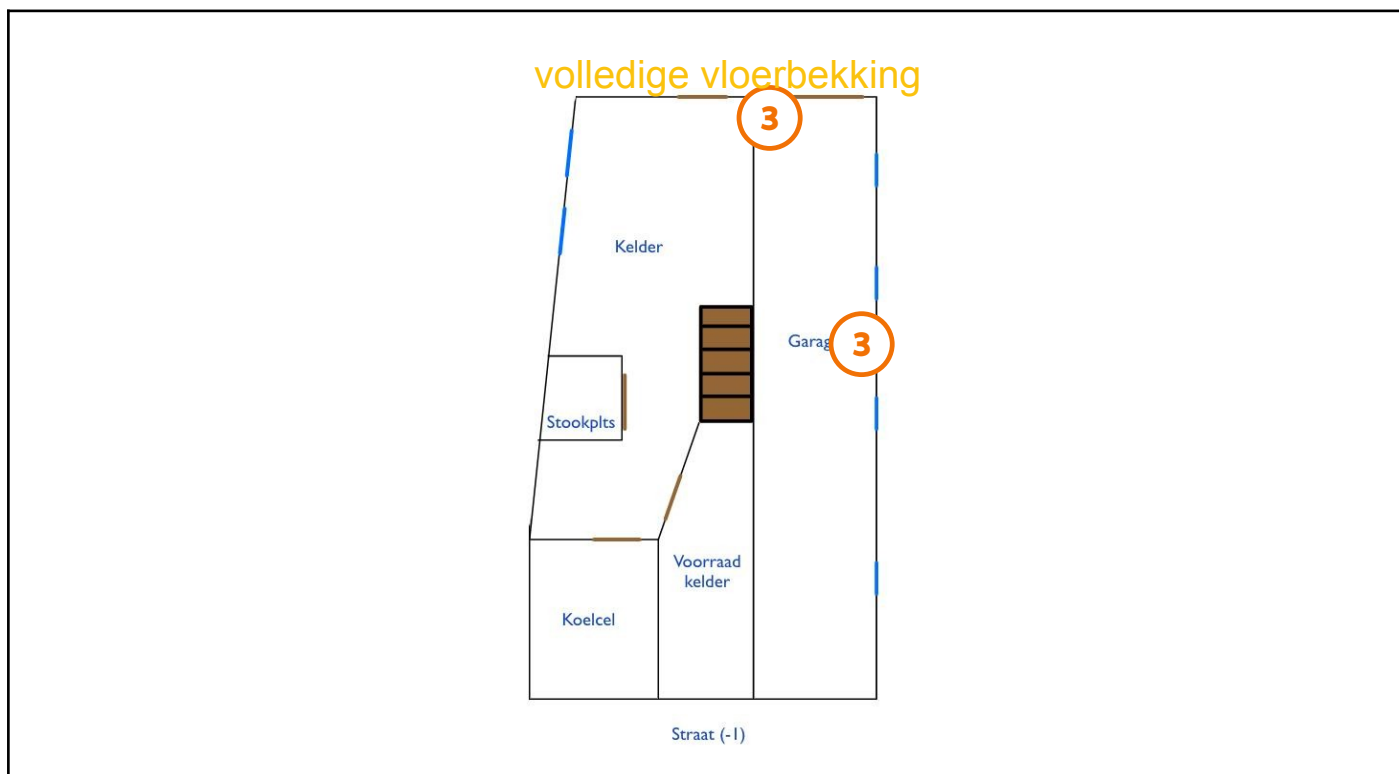 volledige vloerbekking
3
Kelder
Garag
3
Stookplts
Voorraad
kelder
Koelcel
Straat (-1)